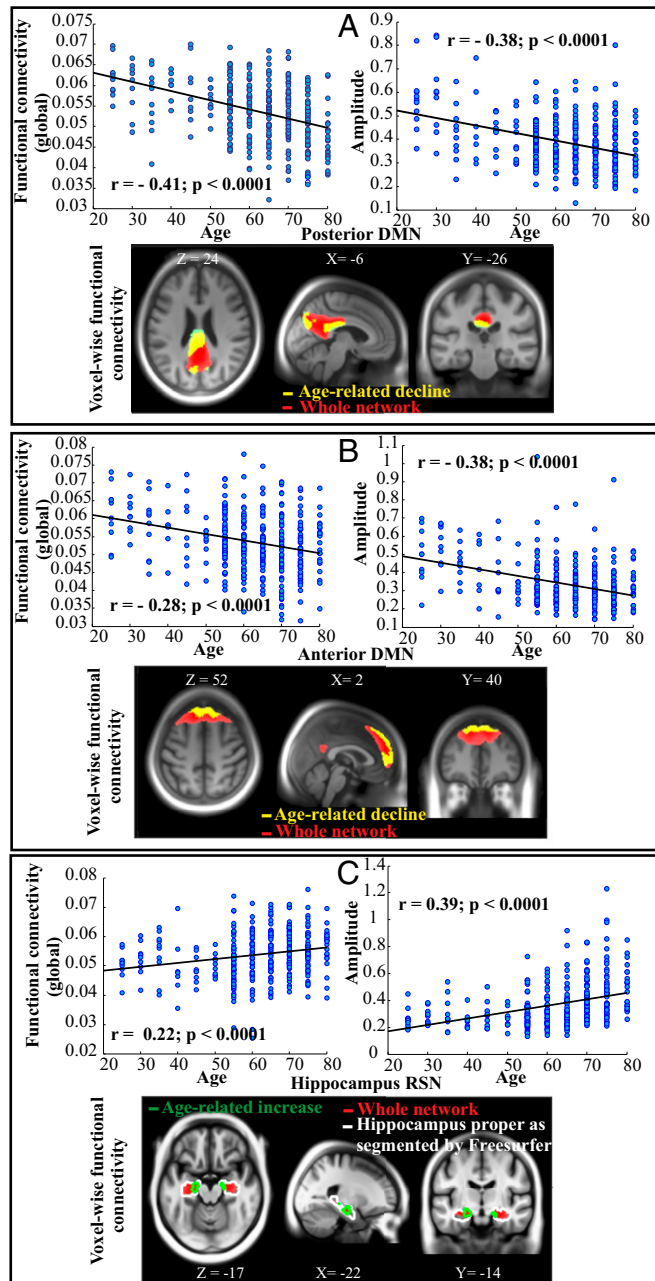 A
Functional connectivity
(global)
0.075
0.07
0.065
0.06
0.055
0.05
0.045
0.04
0.035
0.03
r = - 0.41; p < 0.0001
20 30 40 50 60 70 80
Age
Amplitude
0.9
0.8
0.7
0.6
0.5
0.4
0.3
0.2
0.1
r = - 0.38; p < 0.0001
20 30 40 50 60 70 80
Age
Posterior DMN
Voxel-wise functional
connectivity
Z = 24 X= -6 Y= -26
Age-related decline
Whole network
B
Functional connectivity
(global)
0.08
0.075
0.07
0.065
0.06
0.055
0.05
0.045
0.04
0.035
0.03
r = - 0.28; p < 0.0001
20 30 40 50 60 70 80
Age
Amplitude
1.1
1
0.9
0.8
0.7
0.6
0.5
0.4
0.3
0.2
0.1
r = - 0.38; p < 0.0001
20 30 40 50 60 70 80
Age
Anterior DMN
Voxel-wise functional
connectivity
Z = 52 X= 2 Y= 40
Age-related decline
Whole network
C
Functional connectivity
(global)
0.08
0.07
0.06
0.05
0.04
0.03
0.02
r = 0.22; p < 0.0001
20 30 40 50 60 70 80
Age
Amplitude
1.4
1.2
1
0.8
0.6
0.4
0.2
0
r = 0.39; p < 0.0001
20 30 40 50 60 70 80
Age
Hippocampus RSN
Voxel-wise functional
connectivity
Age-related increase
Whole network
Hippocampus proper as
segmented by Freesurfer
Z = -17 X= -22 Y= -14